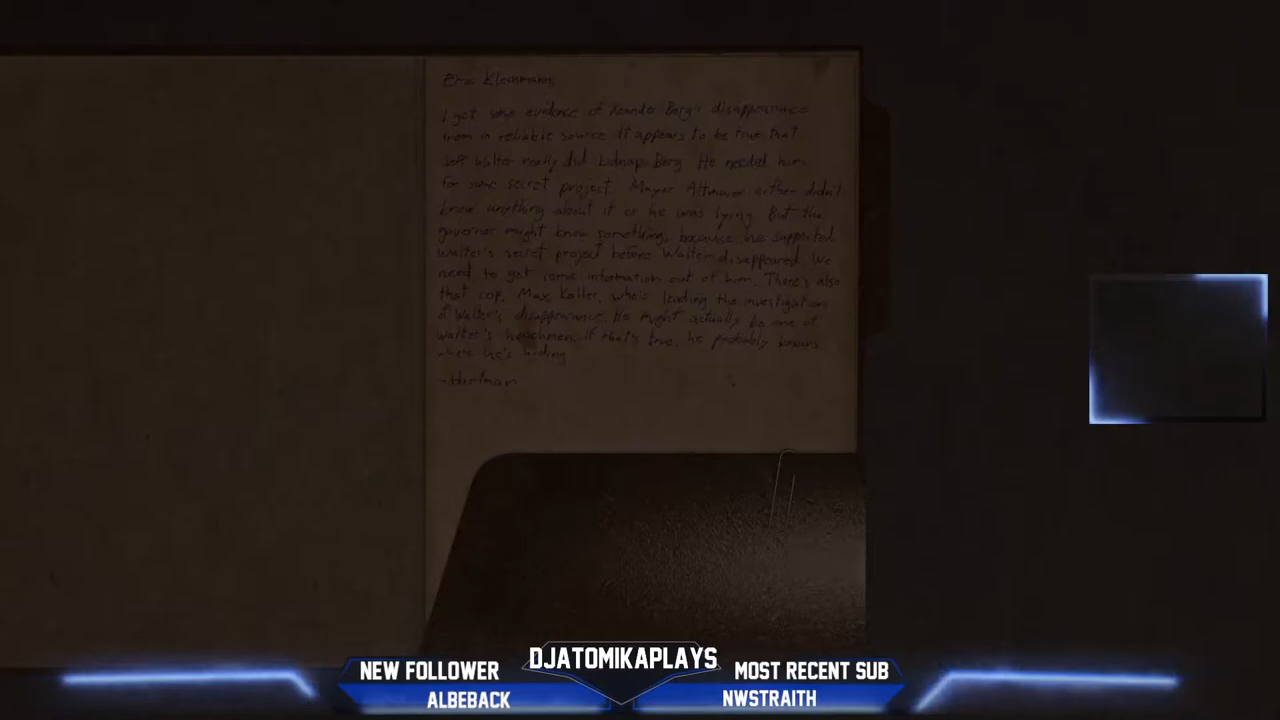 Eric Klechmann,
I got some evidence of Berg's disappearance
from a reliable source. It appears to be true that
Walter really did kidnap Berg. He needed him
for some secret project. Mayor Altmaier either didn't
know anything about it or he was lying. But the
governor might know something, because he supported
Walter's secret project before Walter disappeared. We
need to get some information out of him. There's also
that cop, Max Kaller, who's leading the investigation
of Walter's disappearance. He might actually be one of
Walter's henchmen. If that's true, he probably knows
where he's hiding
-Hartman
DJATOMIKAPLAYS
NEW FOLLOWER
ALBEBACK
MOST RECENT SUB
NWSTRAITH